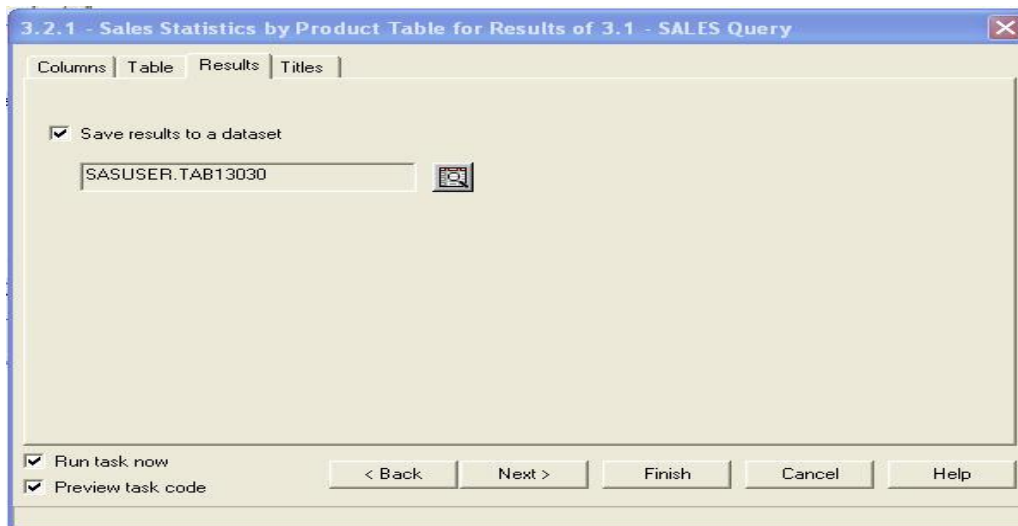 3.2.1 - Sales Statistics by Product Table for Results of 3.1 - SALES Query
Columns Table Results Titles
Save results to a dataset
SASUSER.TAB13030
Run task now
Preview task code
< Back Next > Finish Cancel Help